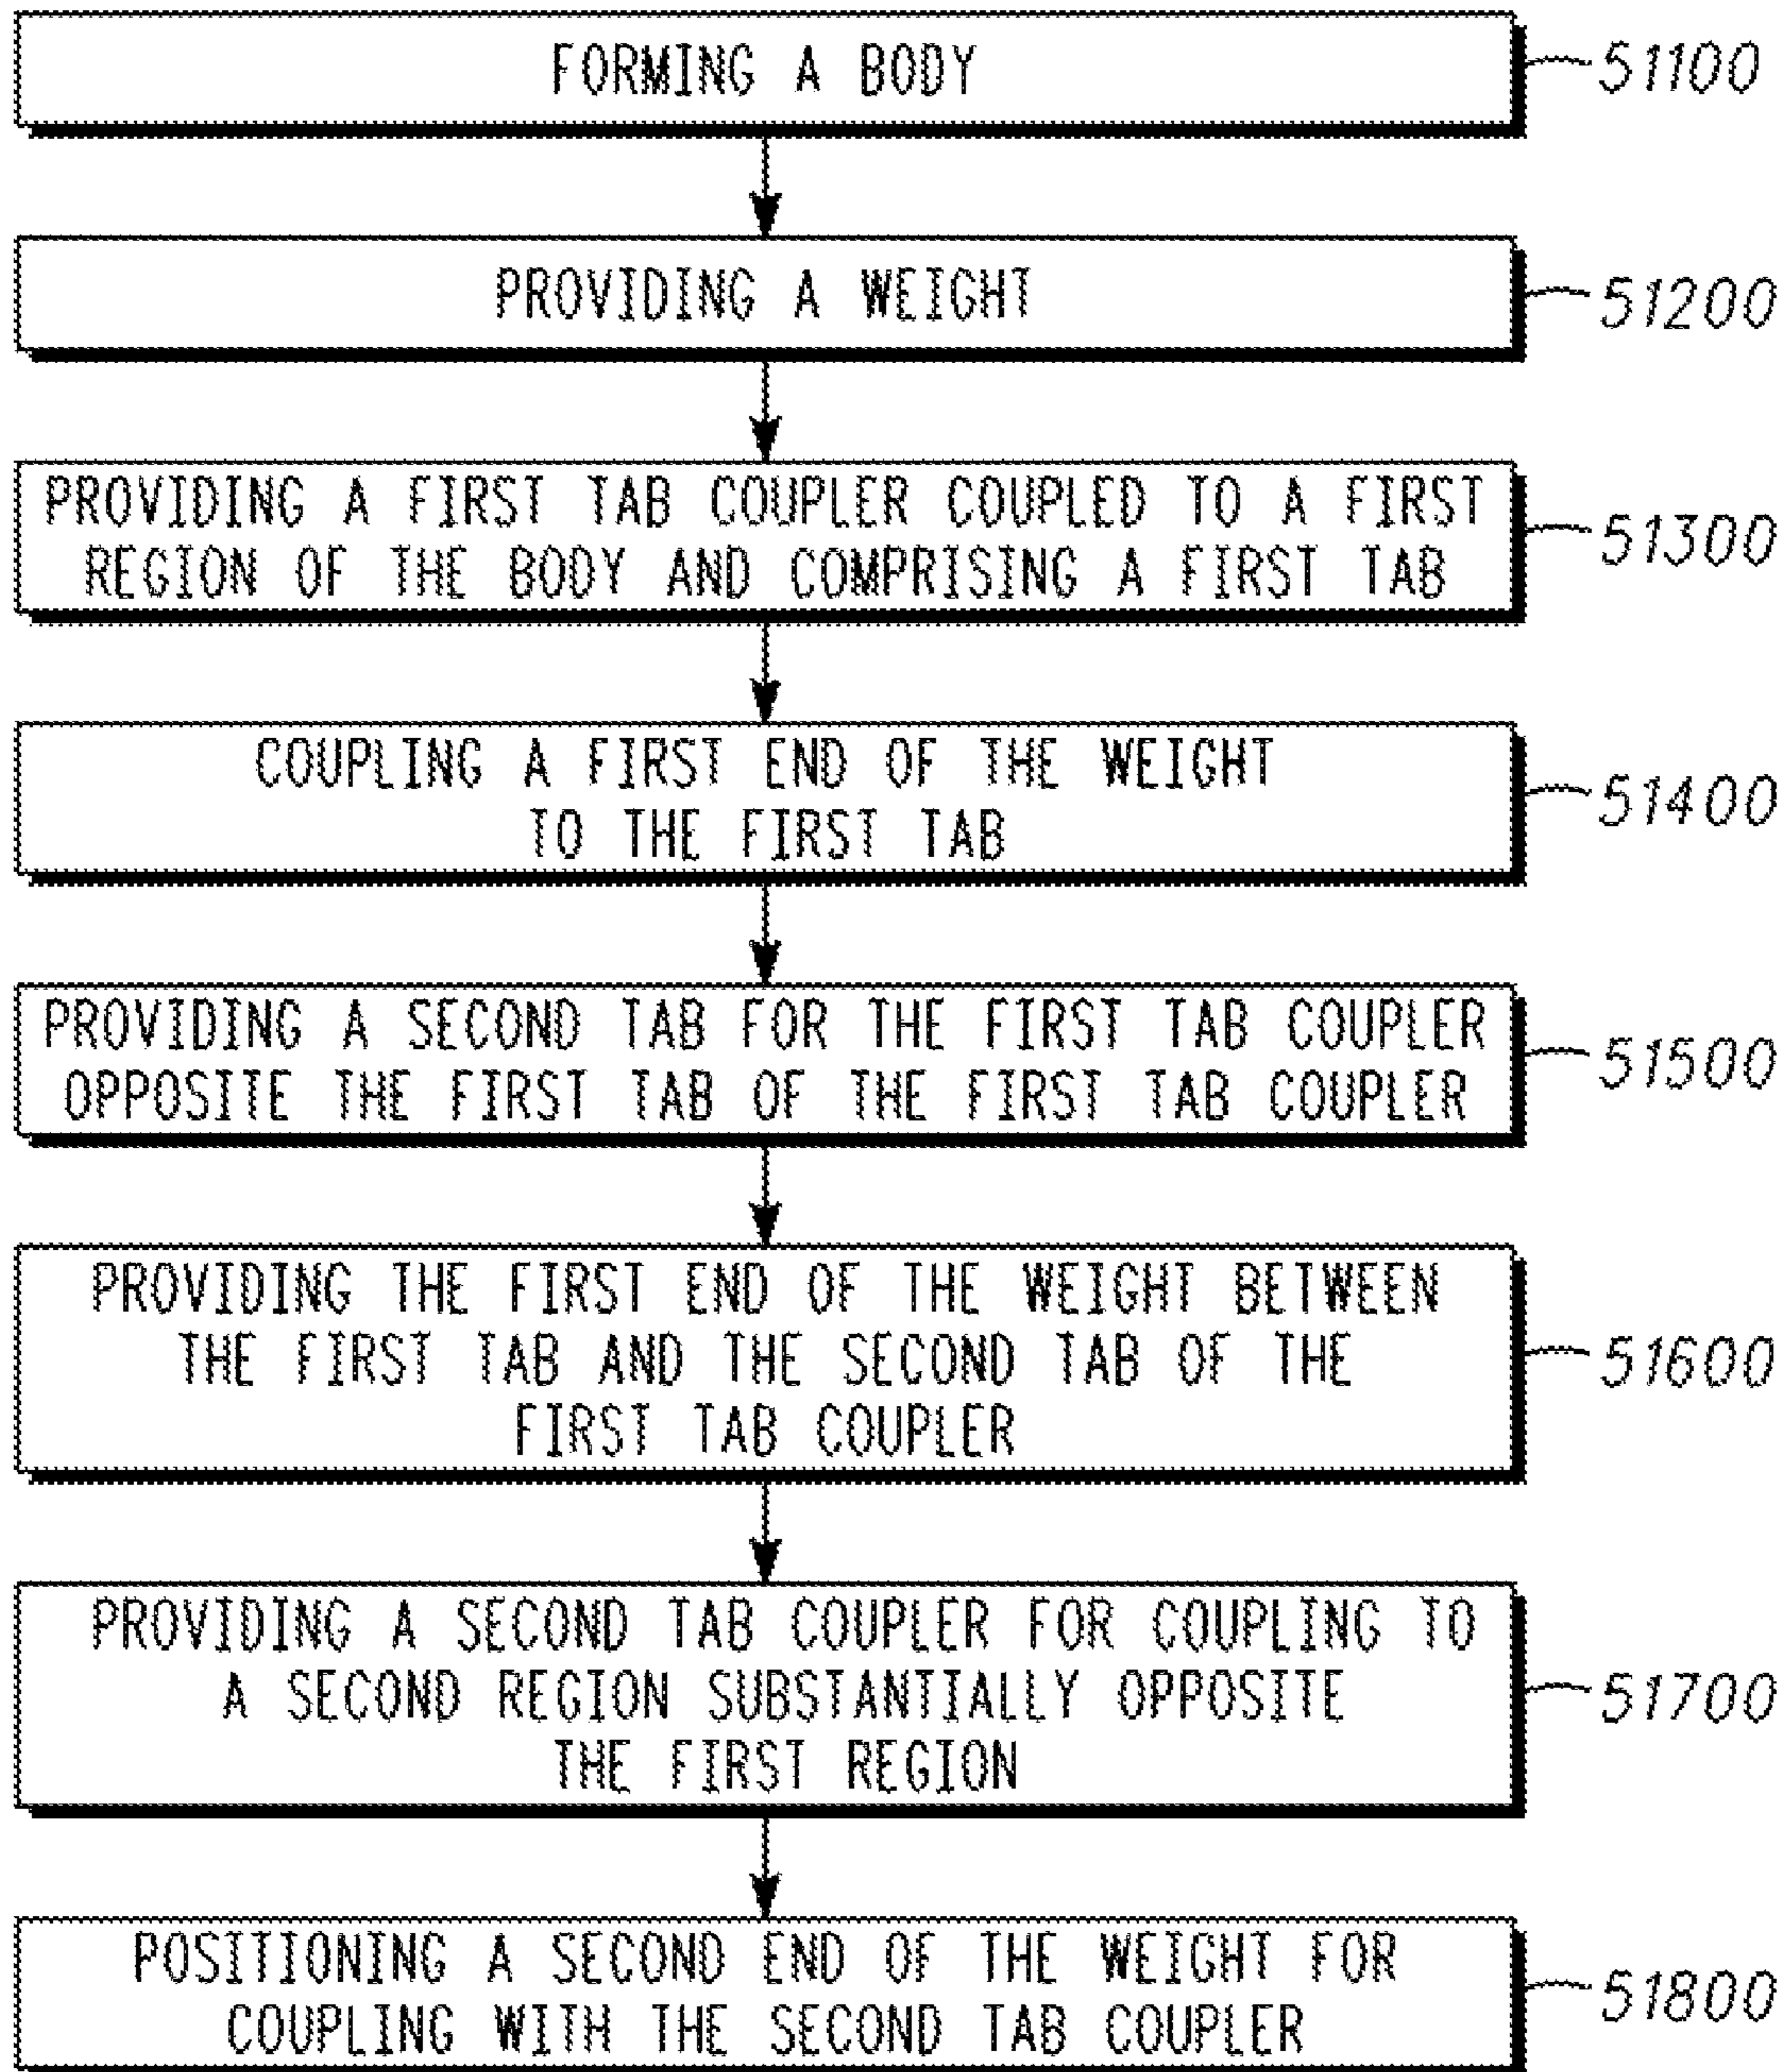 FORMING A BODY
51100
PROVIDING A WEIGHT
51200
PROVIDING A FIRST TAB COUPLER COUPLED TO A FIRST
REGION OF THE BODY AND COMPRISING A FIRST TAB
51300
COUPLING A FIRST END OF THE WEIGHT
TO THE FIRST TAB
51400
PROVIDING A SECOND TAB FOR THE FIRST TAB COUPLER
OPPOSITE THE FIRST TAB OF THE FIRST TAB COUPLER
51500
PROVIDING THE FIRST END OF THE WEIGHT BETWEEN
THE FIRST TAB AND THE SECOND TAB OF THE
FIRST TAB COUPLER
51600
PROVIDING A SECOND TAB COUPLER FOR COUPLING TO
A SECOND REGION SUBSTANTIALLY OPPOSITE
THE FIRST REGION
51700
POSITIONING A SECOND END OF THE WEIGHT FOR
COUPLING WITH THE SECOND TAB COUPLER
51800